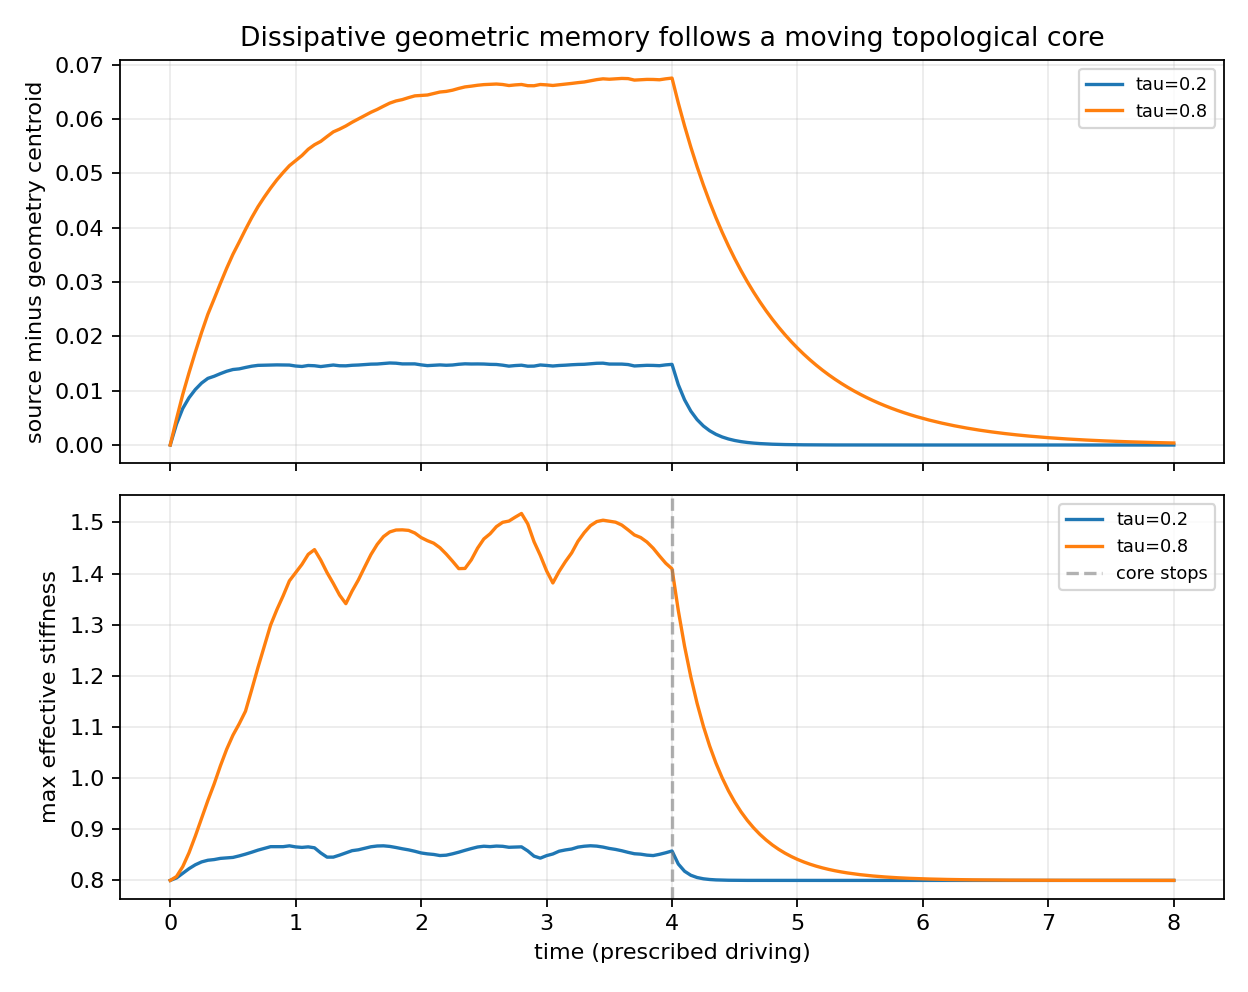 Dissipative geometric memory follows a moving topological core
source minus geometry centroid
0.07
0.06
0.05
0.04
0.03
0.02
0.01
0.00
tau=0.2
tau=0.8
max effective stiffness
1.5
1.4
1.3
1.2
1.1
1.0
0.9
0.8
tau=0.2
tau=0.8
core stops
0 1 2 3 4 5 6 7 8
time (prescribed driving)